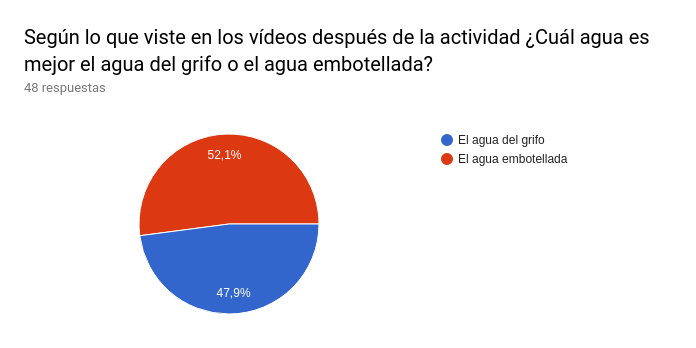 Según lo que viste en los vídeos después de la actividad ¿Cuál agua es
mejor el agua del grifo o el agua embotellada?
48 respuestas
El agua del grifo
El agua embotellada
52,1%
47,9%